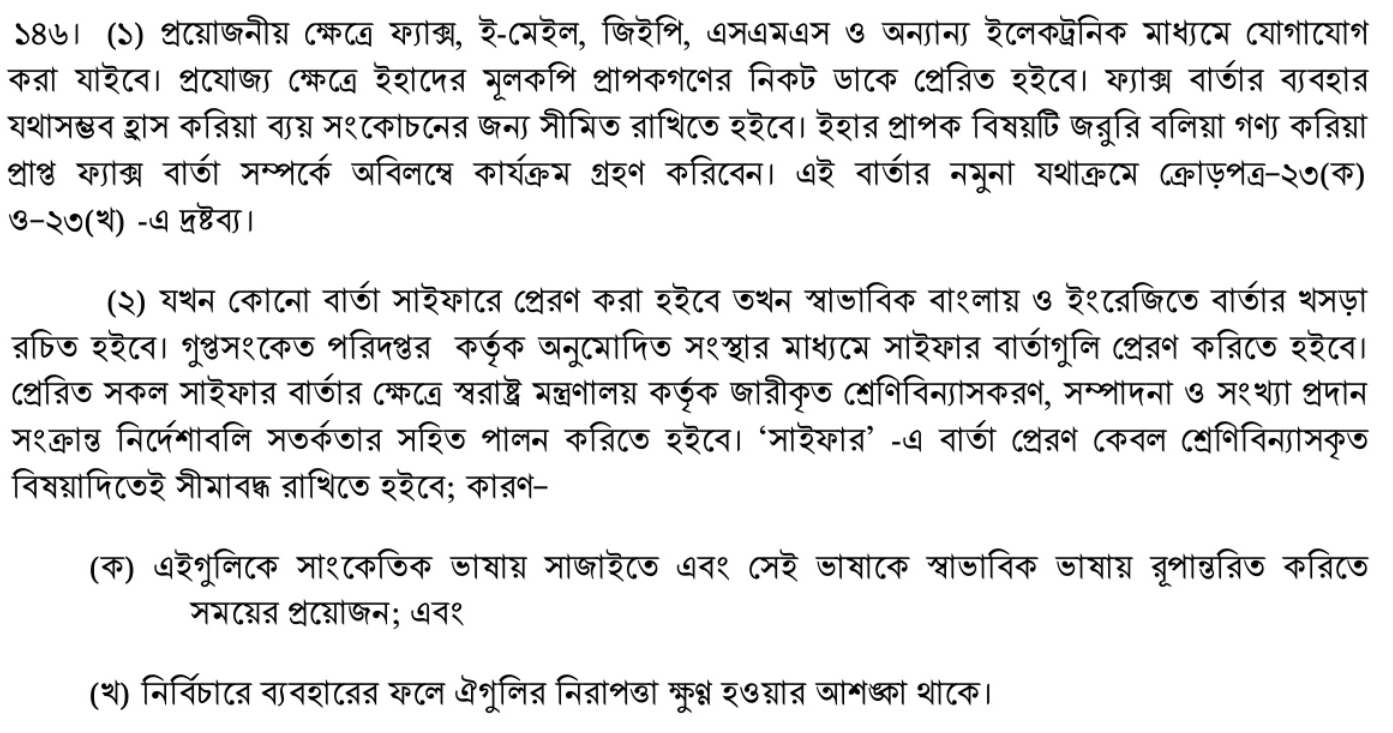 ১৪৬। (১) প্রয়োজনীয় ক্ষেত্রে ফ্যাক্স, ই-মেইল, জিইপি, এসএমএস ও অন্যান্য ইলেকট্রনিক মাধ্যমে যোগাযোগ
করা যাইবে। প্রযোজ্য ক্ষেত্রে ইহাদের মূলকপি প্রাপকগণের নিকট ডাকে প্রেরিত হইবে। ফ্যাক্স বার্তার ব্যবহার
যথাসম্ভব হ্রাস করিয়া ব্যয় সংকোচনের জন্য সীমিত রাখিতে হইবে। ইহার প্রাপক বিষয়টি জরুরি বলিয়া গণ্য করিয়া
প্রাপ্ত ফ্যাক্স বার্তা সম্পর্কে অবিলম্বে কার্যক্রম গ্রহণ করিবেন। এই বার্তার নমুনা যথাক্রমে ক্রোড়পত্র–২৩(ক)
ও–২৩(খ) -এ দ্রষ্টব্য।
(২) যখন কোনো বার্তা সাইফারে প্রেরণ করা হইবে তখন স্বাভাবিক বাংলায় ও ইংরেজিতে বার্তার খসড়া
রচিত হইবে। গুপ্তসংকেত পরিদপ্তর কর্তৃক অনুমোদিত সংস্থার মাধ্যমে সাইফার বার্তাগুলি প্রেরণ করিতে হইবে।
প্রেরিত সকল সাইফার বার্তার ক্ষেত্রে স্বরাষ্ট্র মন্ত্রণালয় কর্তৃক জারীকৃত শ্রেণিবিন্যাসকরণ, সম্পাদনা ও সংখ্যা প্রদান
সংক্রান্ত নির্দেশাবলি সতর্কতার সহিত পালন করিতে হইবে। ‘সাইফার’ -এ বার্তা প্রেরণ কেবল শ্রেণিবিন্যাসকৃত
বিষয়াদিতেই সীমাবদ্ধ রাখিতে হইবে; কারণ–
(ক) এইগুলিকে সাংকেতিক ভাষায় সাজাইতে এবং সেই ভাষাকে স্বাভাবিক ভাষায় রূপান্তরিত করিতে
সময়ের প্রয়োজন; এবং
(খ) নির্বিচারে ব্যবহারের ফলে ঐগুলির নিরাপত্তা ক্ষুণ্ণ হওয়ার আশঙ্কা থাকে।